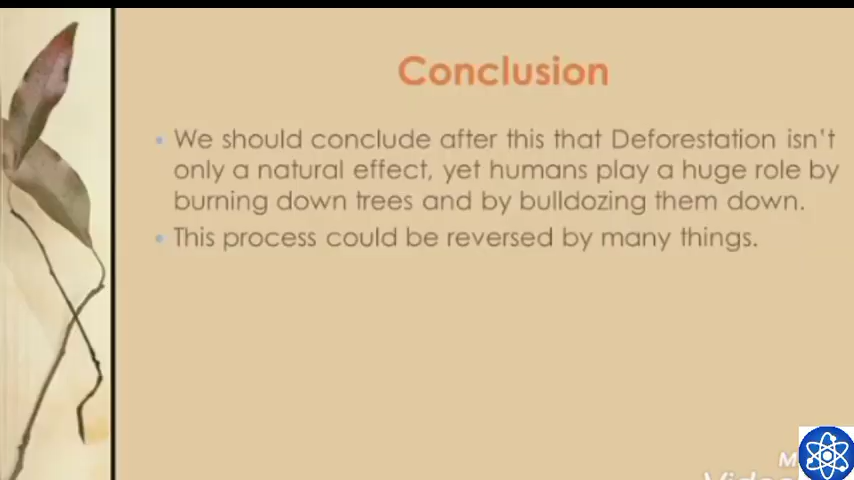 Conclusion
• We should conclude after this that Deforestation isn't
only a natural effect, yet humans play a huge role by
burning down trees and by bulldozing them down.
• This process could be reversed by many things.